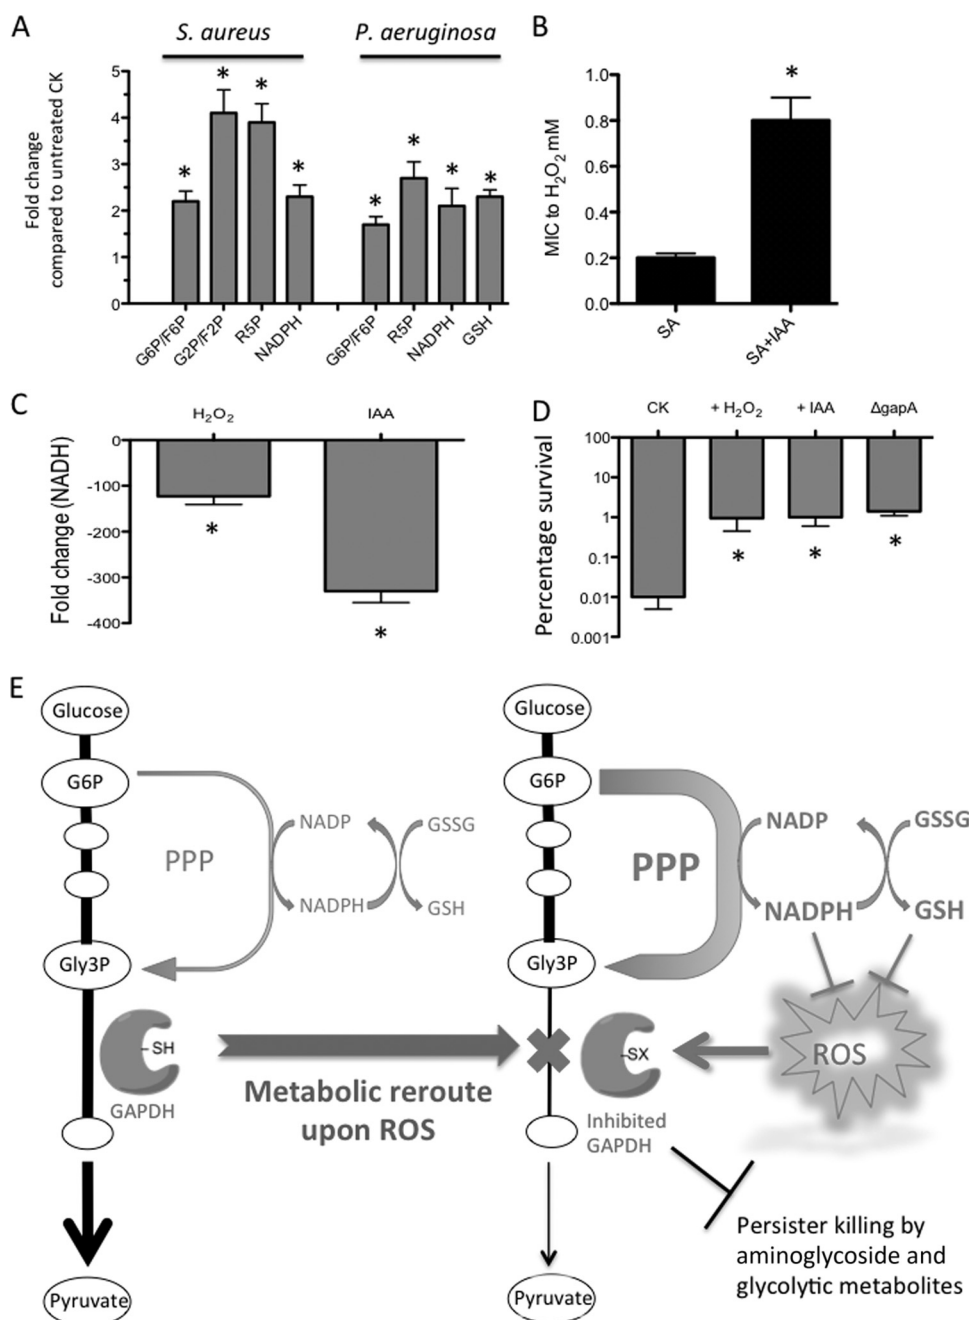 A
S. aureus
P. aeruginosa
Fold change
compared to untreated CK
5
4
3
2
1
0
*
*
*
*
*
*
*
*
G6P/F6P
G2P/F2P
R5P
NADPH
G6P/F6P
R5P
NADPH
GSH
B
MIC to H₂O₂ mM
1.0
0.8
0.6
0.4
0.2
0.0
*
SA
SA+IAA
C
H₂O₂
IAA
Fold change (NADH)
0
-100
-200
-300
-400
*
*
D
CK
+ H₂O₂
+ IAA
ΔgapA
Percentage survival
100
10
1
0.1
0.01
0.001
*
*
*
E
Glucose
G6P
PPP
NADP
NADPH
GSSG
GSH
Gly3P
-SH
GAPDH
Pyruvate
Metabolic reroute
upon ROS
Glucose
G6P
PPP
NADP
NADPH
GSSG
GSH
Gly3P
-SX
Inhibited
GAPDH
ROS
Pyruvate
Persister killing by
aminoglycoside and
glycolytic metabolites